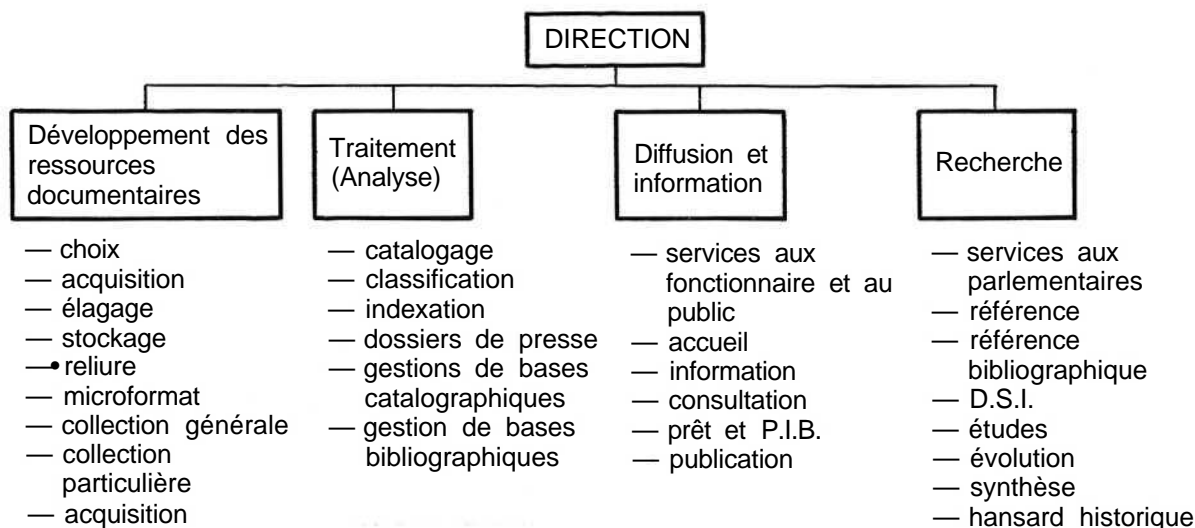 DIRECTION
Développement des
ressources
documentaires
— choix
— acquisition
— élagage
— stockage
—• reliure
— microformat
— collection générale
— collection
particulière
— acquisition
Traitement
(Analyse)
— catalogage
— classification
— indexation
— dossiers de presse
— gestions de bases
catalographiques
— gestion de bases
bibliographiques
Diffusion et
information
— services aux
fonctionnaire et au
public
— accueil
— information
— consultation
— prêt et P.I.B.
— publication
Recherche
— services aux
parlementaires
— référence
— référence
bibliographique
— D.S.I.
— études
— évolution
— synthèse
— hansard historique